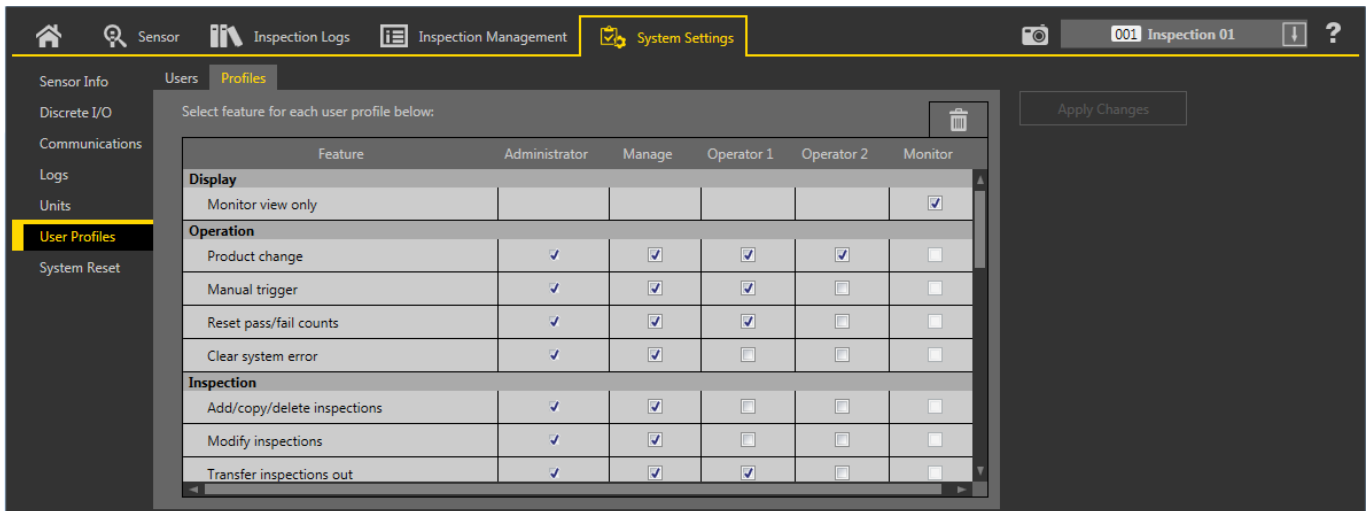 Sensor Inspection Logs Inspection Management System Settings 001 Inspection 01 ?
Sensor Info
Discrete I/O
Communications
Logs
Units
User Profiles
System Reset
Users Profiles
Select feature for each user profile below:
Apply Changes
Feature Administrator Manage Operator 1 Operator 2 Monitor
Display
Monitor view only
Operation
Product change
Manual trigger
Reset pass/fail counts
Clear system error
Inspection
Add/copy/delete inspections
Modify inspections
Transfer inspections out